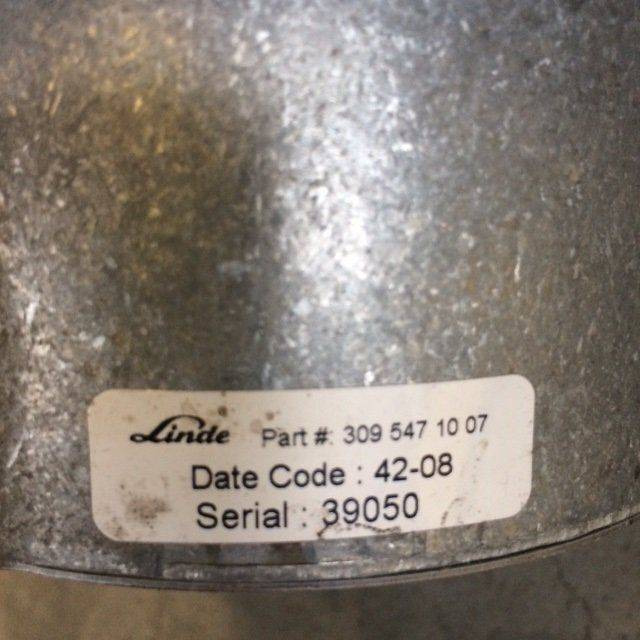 Linde Part #: 309 547 10 07
Date Code : 42-08
Serial : 39050